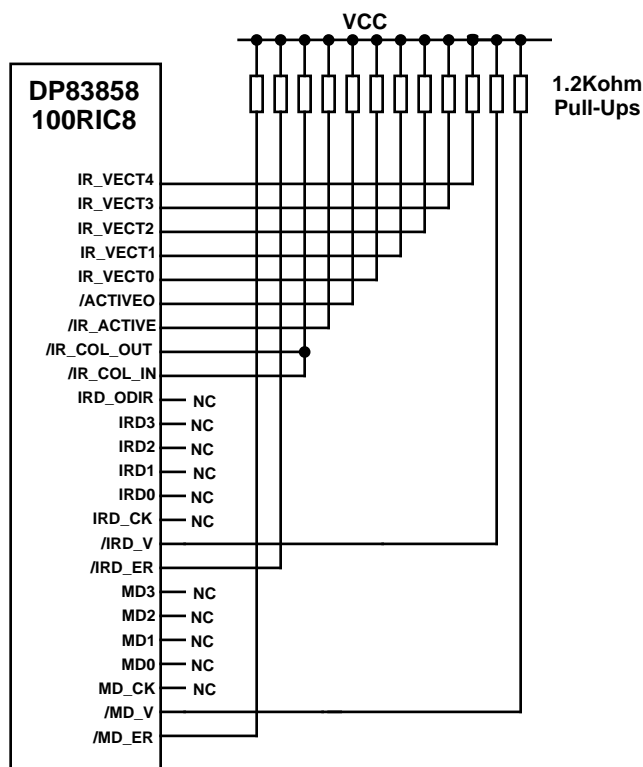 VCC
1.2Kohm
Pull-Ups
DP83858
100RIC8
IR_VECT4
IR_VECT3
IR_VECT2
IR_VECT1
IR_VECT0
/ACTIVEO
/IR_ACTIVE
/IR_COL_OUT
/IR_COL_IN
IRD_ODIR NC
IRD3 NC
IRD2 NC
IRD1 NC
IRD0 NC
IRD_CK NC
/IRD_V
/IRD_ER
MD3 NC
MD2 NC
MD1 NC
MD0 NC
MD_CK NC
/MD_V
/MD_ER